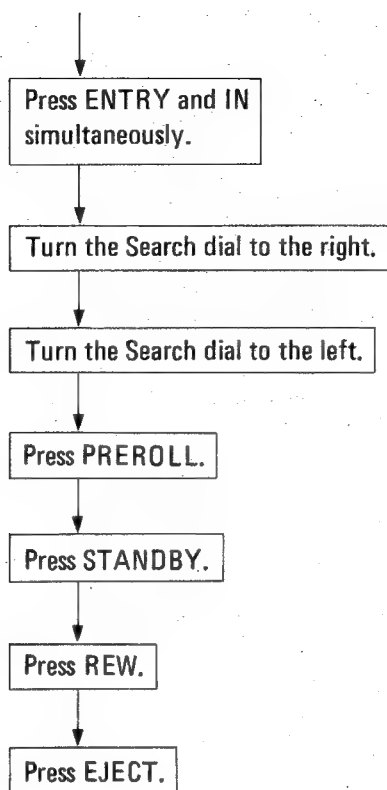 Press ENTRY and IN
simultaneously.
Turn the Search dial to the right.
Turn the Search dial to the left.
Press PREROLL.
Press STANDBY.
Press REW.
Press EJECT.